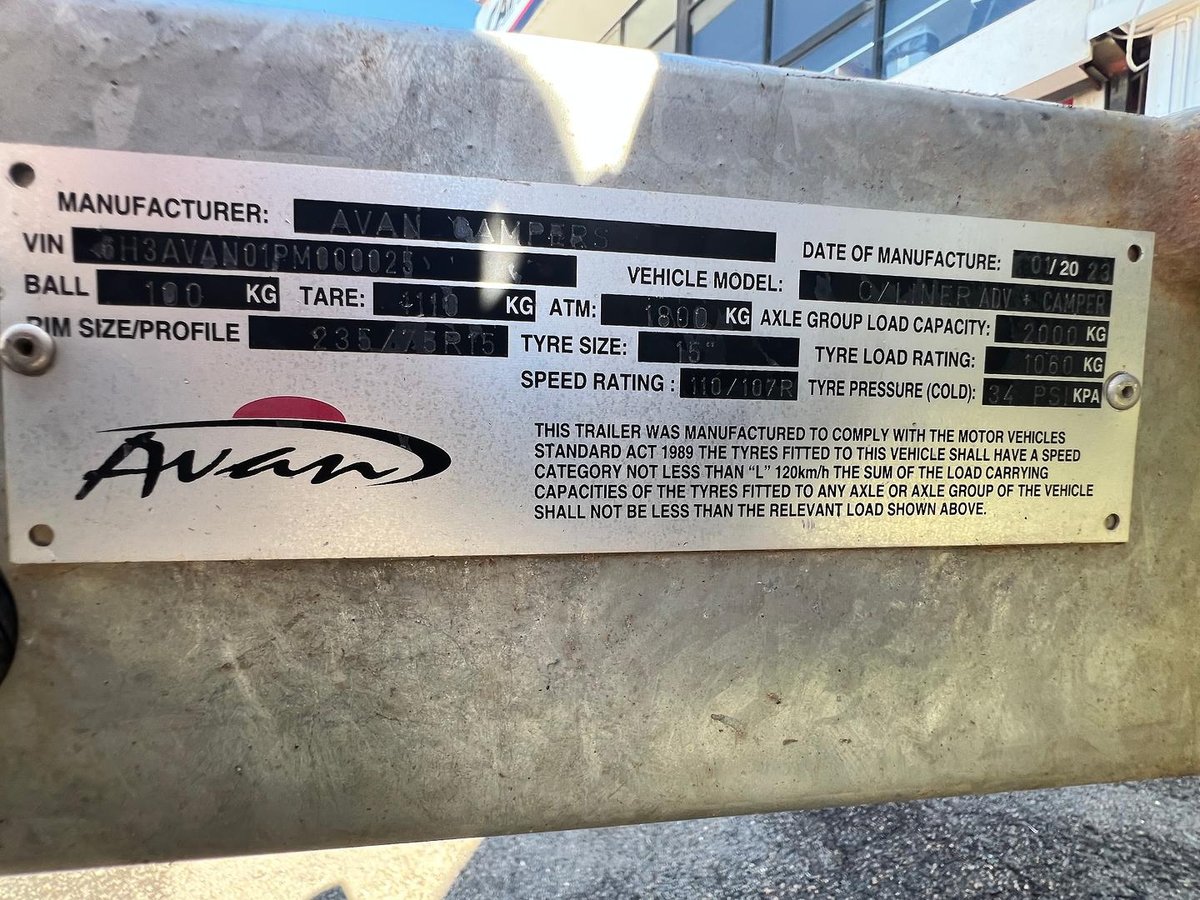 MANUFACTURER: AVAN CAMPERS
VIN 6H3AVAN01PM000025
DATE OF MANUFACTURE: 01/20 23
BALL 100 KG TARE: 1110 KG ATM: 1800 KG
VEHICLE MODEL: C/LINER ADV + CAMPER
AXLE GROUP LOAD CAPACITY: 2000 KG
RIM SIZE/PROFILE 235/75R15 TYRE SIZE: 15" TYRE LOAD RATING: 1060 KG
SPEED RATING : 110/107R TYRE PRESSURE (COLD): 34 PSI KPA
Avan
THIS TRAILER WAS MANUFACTURED TO COMPLY WITH THE MOTOR VEHICLES
STANDARD ACT 1989 THE TYRES FITTED TO THIS VEHICLE SHALL HAVE A SPEED
CATEGORY NOT LESS THAN "L" 120km/h THE SUM OF THE LOAD CARRYING
CAPACITIES OF THE TYRES FITTED TO ANY AXLE OR AXLE GROUP OF THE VEHICLE
SHALL NOT BE LESS THAN THE RELEVANT LOAD SHOWN ABOVE.